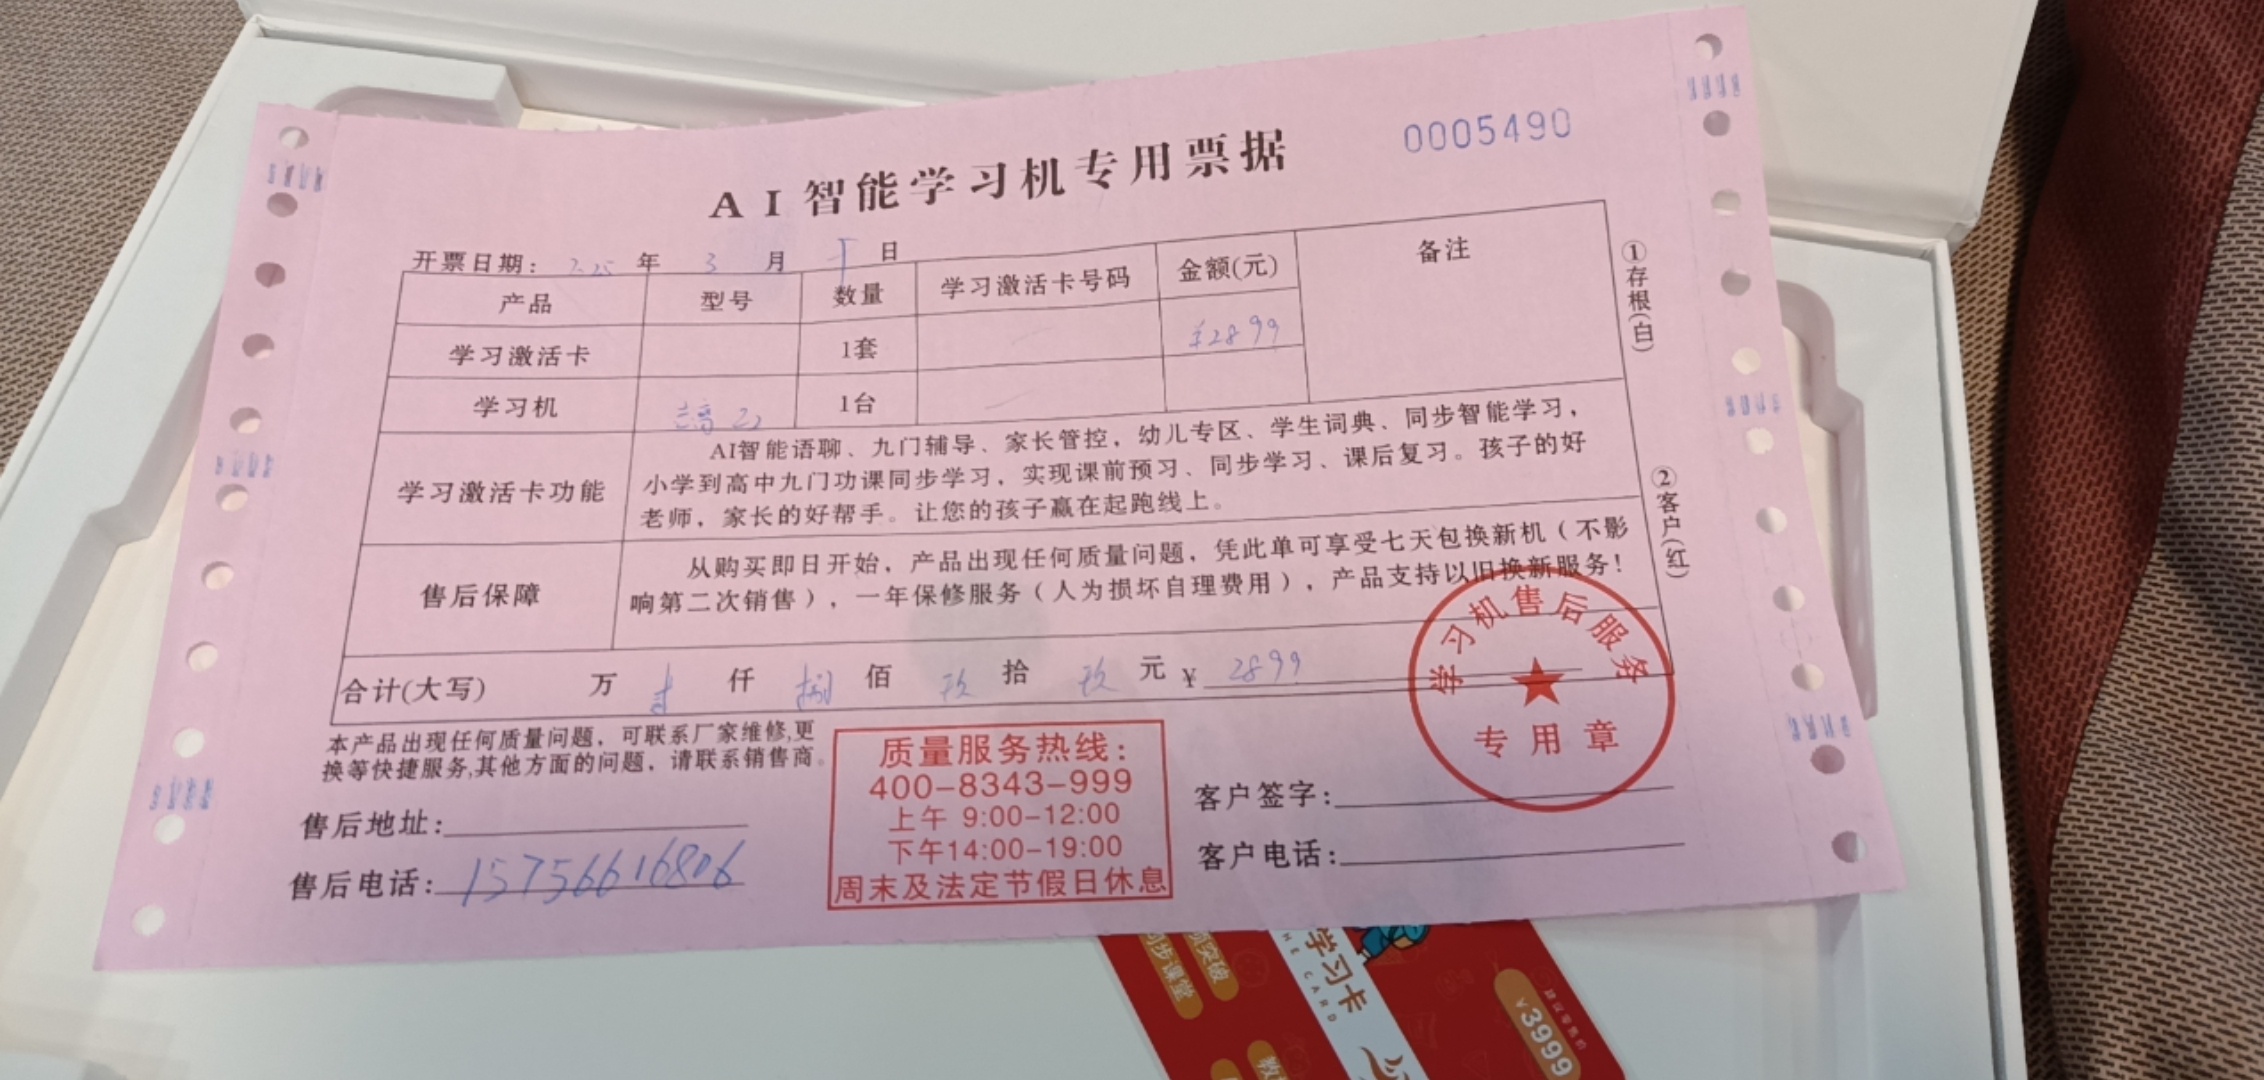 AI智能学习机专用票据
0005490
开票日期: 年 3 月 日
产品 型号 数量 学习激活卡号码 金额(元) 备注
学习激活卡 1套 ¥2899
学习机 1台
学习激活卡功能
AI智能语聊、九门辅导、家长管控，幼儿专区、学生词典、同步智能学习，
小学到高中九门功课同步学习，实现课前预习、同步学习、课后复习。孩子的好
老师，家长的好帮手。让您的孩子赢在起跑线上。
售后保障
从购买即日开始，产品出现任何质量问题，凭此单可享受七天包换新机（不影
响第二次销售），一年保修服务（人为损坏自理费用），产品支持以旧换新服务！
合计(大写) 万 仟 捌 佰 玖 拾 玖 元 ¥ 2899
①存根(白)
②客户(红)
学习机售后服务
专用章
本产品出现任何质量问题，可联系厂家维修,更
换等快捷服务,其他方面的问题，请联系销售商。
售后地址:
售后电话: 15756616806
质量服务热线:
400-8343-999
上午 9:00-12:00
下午14:00-19:00
周末及法定节假日休息
客户签字:
客户电话:
同步课堂
突破
学习卡
CARD
¥3999